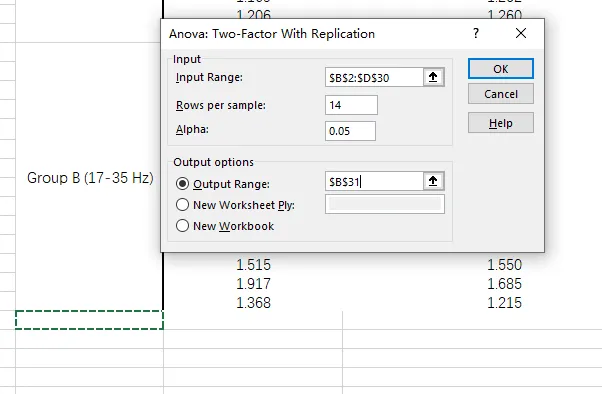 1.206
1.260
Anova: Two-Factor With Replication
?
Input
Input Range:
$B$2:$D$30
OK
Rows per sample:
14
Cancel
Alpha:
0.05
Help
Output options
Group B (17-35 Hz)
Output Range:
$B$31
New Worksheet Ply:
New Workbook
1.515
1.550
1.917
1.685
1.368
1.215